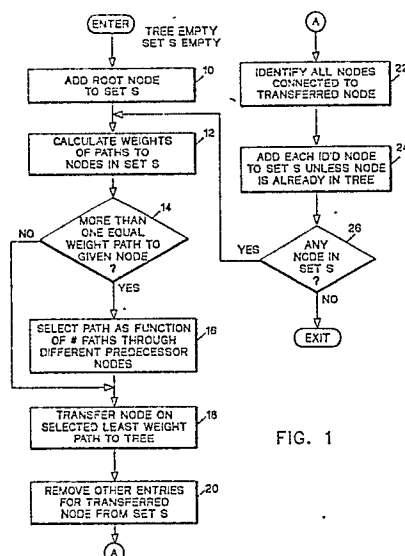 ENTER
TREE EMPTY
SET S EMPTY
10
ADD ROOT NODE
TO SET S
12
CALCULATE WEIGHTS
OF PATHS TO
NODES IN SET S
14
MORE THAN
ONE EQUAL
WEIGHT PATH TO
GIVEN NODE
?
NO
YES
16
SELECT PATH AS FUNCTION
OF # PATHS THROUGH
DIFFERENT PREDECESSOR
NODES
18
TRANSFER NODE ON
SELECTED LEAST WEIGHT
PATH TO TREE
20
REMOVE OTHER ENTRIES
FOR TRANSFERRED
NODE FROM SET S
A
A
22
IDENTIFY ALL NODES
CONNECTED TO
TRANSFERRED NODE
24
ADD EACH ID'D NODE
TO SET S UNLESS NODE
IS ALREADY IN TREE
26
YES
ANY
NODE IN
SET S
?
NO
EXIT
FIG. 1